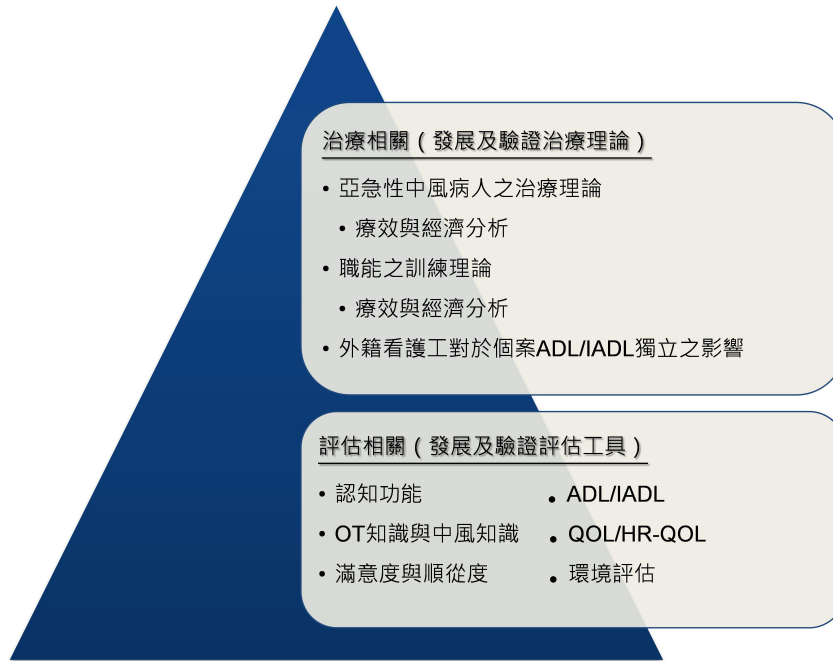 治療相關（發展及驗證治療理論）
• 亞急性中風病人之治療理論
• 療效與經濟分析
• 職能之訓練理論
• 療效與經濟分析
• 外籍看護工對於個案ADL/IADL獨立之影響
評估相關（發展及驗證評估工具）
• 認知功能 • ADL/IADL
• OT知識與中風知識 • QOL/HR-QOL
• 滿意度與順從度 • 環境評估